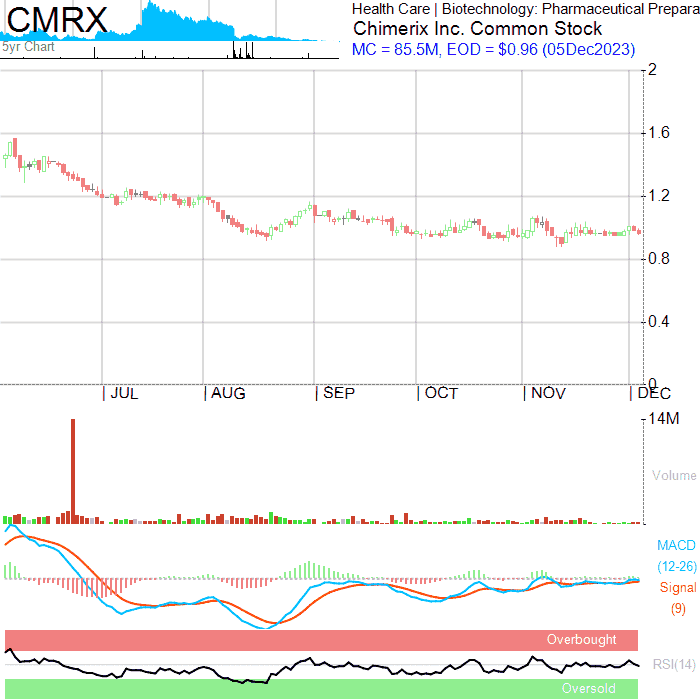 CMRX
5yr Chart
Health Care | Biotechnology: Pharmaceutical Prepara
Chimerix Inc. Common Stock
MC = 85.5M, EOD = $0.96 (05Dec2023)
2
1.6
1.2
0.8
0.4
0
JUL AUG SEP OCT NOV DEC
14M
Volume
MACD
(12-26)
Signal
(9)
Overbought
RSI(14)
Oversold